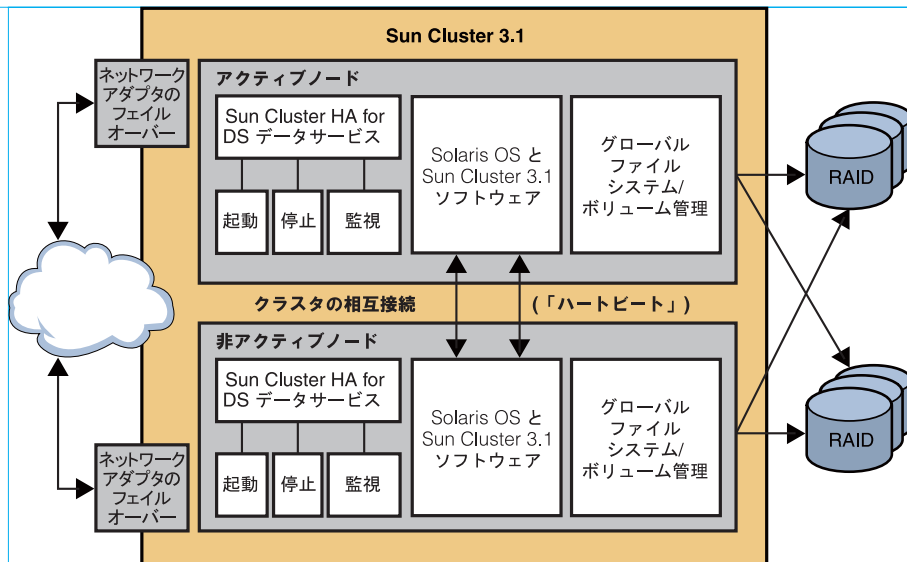 Sun Cluster 3.1
ネットワーク
アダプタの
フェイル
オーバー
アクティブノード
Sun Cluster HA for
DS データサービス
起動
停止
監視
Solaris OS と
Sun Cluster 3.1
ソフトウェア
グローバル
ファイル
システム/
ボリューム管理
RAID
クラスタの相互接続
(「ハートビート」)
非アクティブノード
Sun Cluster HA for
DS データサービス
起動
停止
監視
Solaris OS と
Sun Cluster 3.1
ソフトウェア
グローバル
ファイル
システム/
ボリューム管理
RAID
ネットワーク
アダプタの
フェイル
オーバー